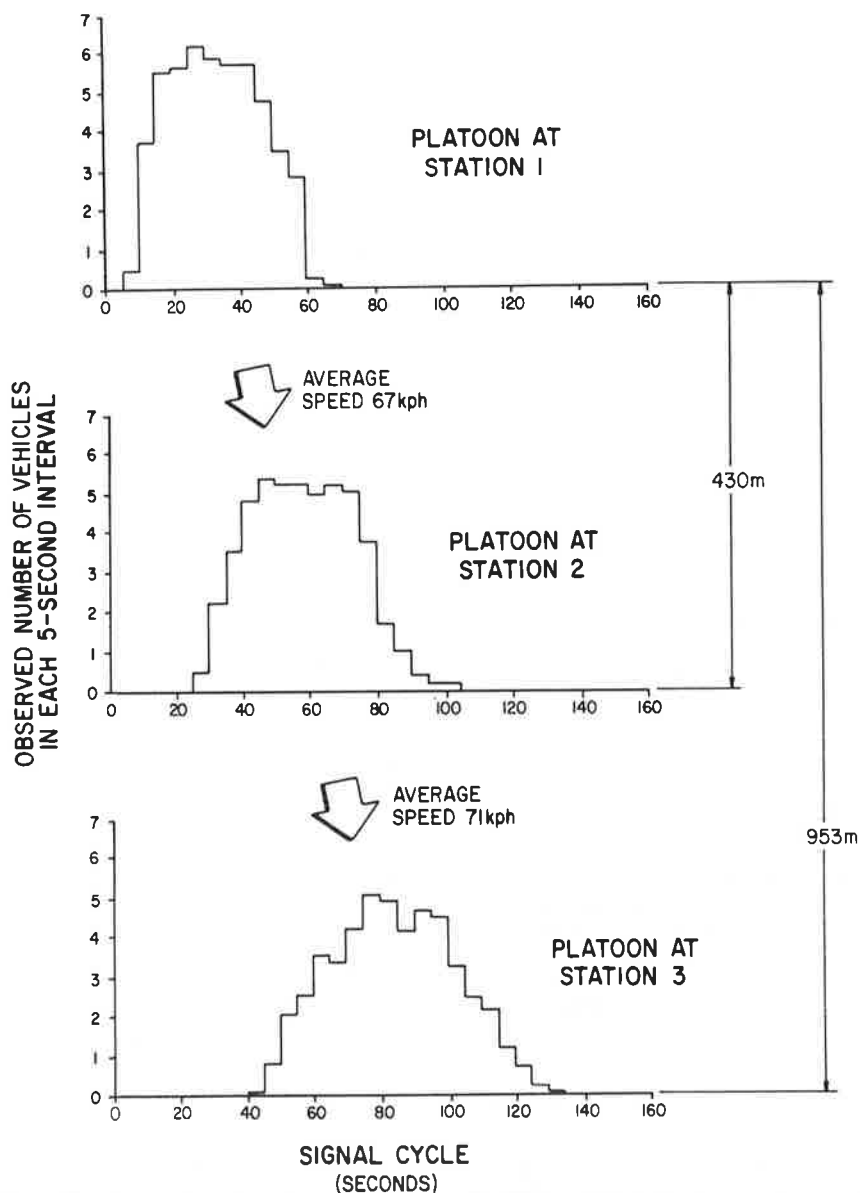 OBSERVED NUMBER OF VEHICLES
IN EACH 5-SECOND INTERVAL
7
6
5
4
3
2
1
0
0 20 40 60 80 100 120 140 160
PLATOON AT
STATION 1
AVERAGE
SPEED 67kph
7
6
5
4
3
2
1
0
0 20 40 60 80 100 120 140 160
PLATOON AT
STATION 2
430m
AVERAGE
SPEED 71kph
7
6
5
4
3
2
1
0
0 20 40 60 80 100 120 140 160
PLATOON AT
STATION 3
953m
SIGNAL CYCLE
(SECONDS)